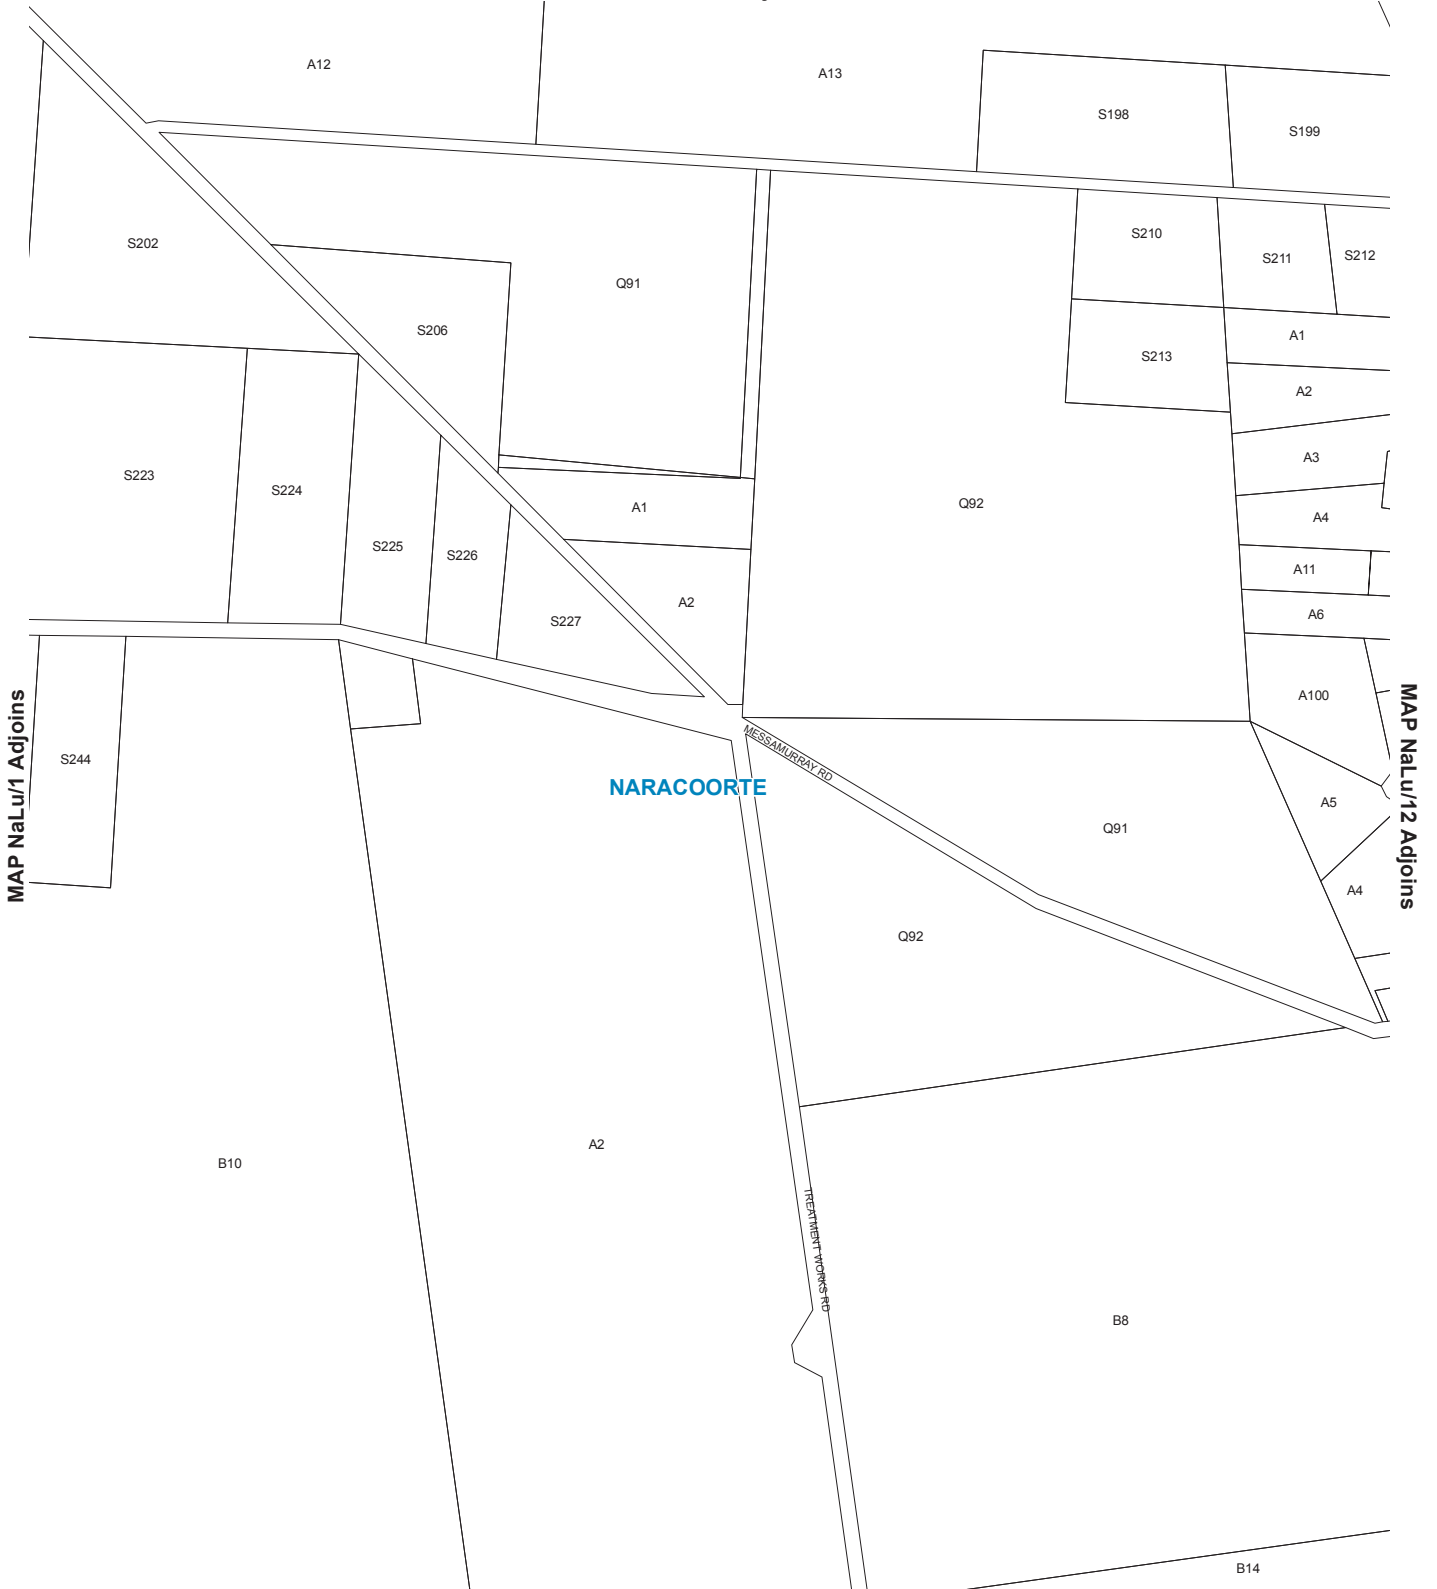 A12
A13
S198
S199
S202
Q91
S210
S211
S212
S206
A1
S213
A2
A3
S223
S224
Q92
A1
A4
S225
S226
A11
A2
A6
S227
A100
MAP NaLu/1 Adjoins
MAP NaLu/12 Adjoins
S244
MESSAMURRAY RD
NARACOORTE
A5
Q91
A4
Q92
A2
B10
TREATMENT WORKS RD
B8
B14